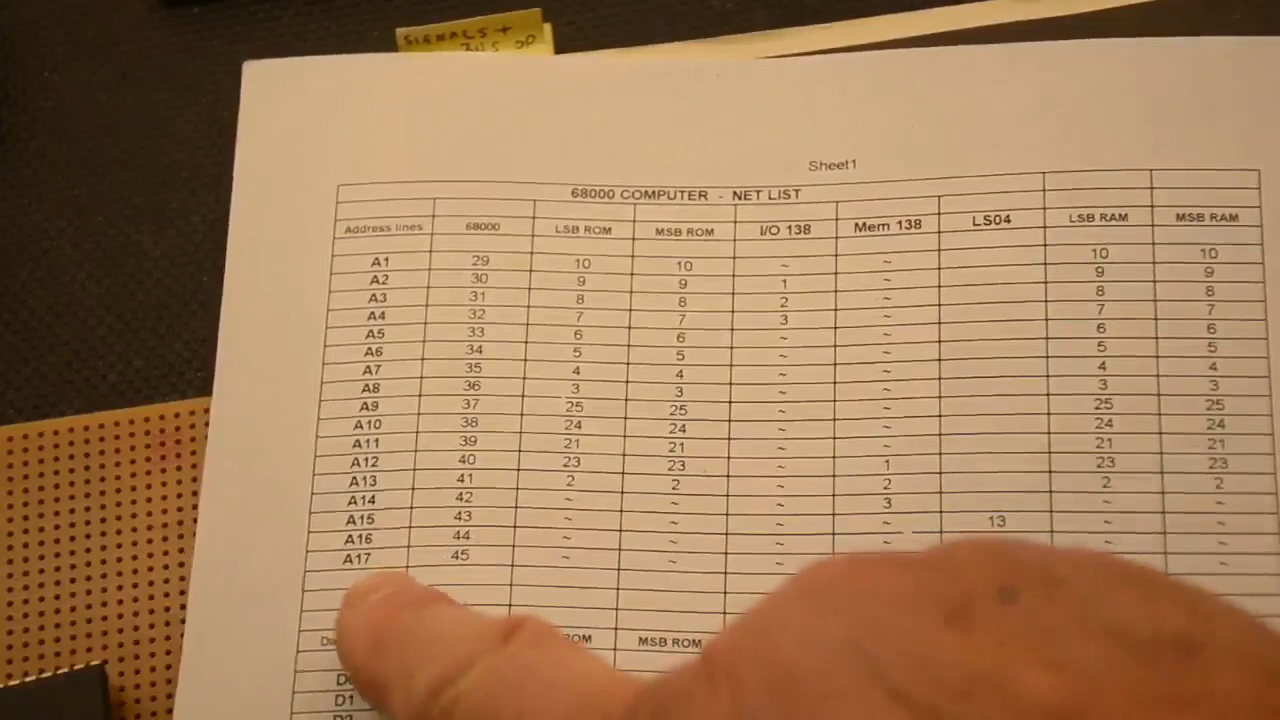 SIGNALS +
BUS OP
Sheet1
68000 COMPUTER - NET LIST
Address lines 68000 LSB ROM MSB ROM I/O 138 Mem 138 LS04 LSB RAM MSB RAM
A1 29 10 10 ~ ~ 10 10
A2 30 9 9 1 ~ 9 9
A3 31 8 8 2 ~ 8 8
A4 32 7 7 3 ~ 7 7
A5 33 6 6 ~ ~ 6 6
A6 34 5 5 ~ ~ 5 5
A7 35 4 4 ~ ~ 4 4
A8 36 3 3 ~ ~ 3 3
A9 37 25 25 ~ ~ 25 25
A10 38 24 24 ~ ~ 24 24
A11 39 21 21 ~ ~ 21 21
A12 40 23 23 ~ 1 23 23
A13 41 2 2 ~ 2 2 2
A14 42 ~ ~ ~ 3 ~ ~
A15 43 ~ ~ ~ ~ 13 ~ ~
A16 44 ~ ~ ~ ~ ~ ~
A17 45 ~ ~ ~ ~
ROM MSB ROM
D1